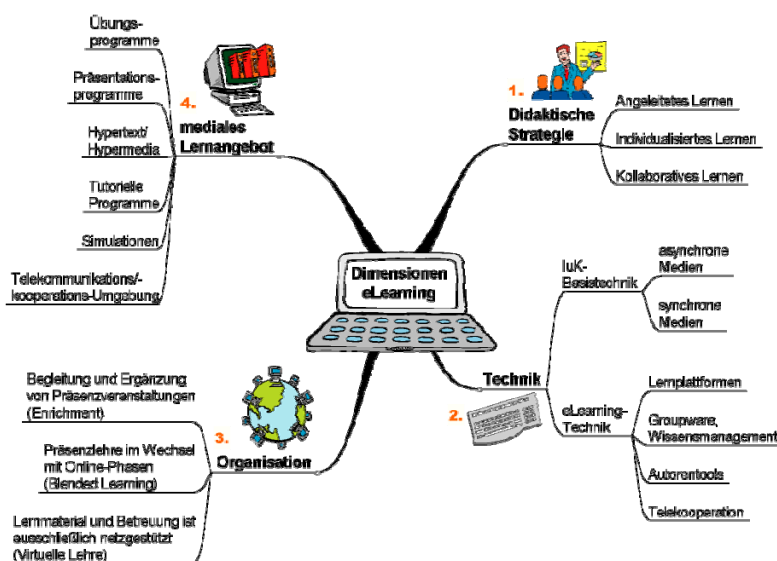 Dimensionen
eLearning
1.
Didaktische
Strategie
Angeleitetes Lernen
Individualisiertes Lernen
Kollaboratives Lernen
2.
Technik
IuK-
Basistechnik
asynchrone
Medien
synchrone
Medien
eLearning-
Technik
Lernplattformen
Groupware,
Wissensmanagement
Autorentools
Telekooperation
3.
Organisation
Begleitung und Ergänzung
von Präsenzveranstaltungen
(Enrichment)
Präsenzlehre im Wechsel
mit Online-Phasen
(Blended Learning)
Lernmaterial und Betreuung ist
ausschließlich netzgestützt
(Virtuelle Lehre)
4.
mediales
Lernangebot
Übungs-
programme
Präsentations-
programme
Hypertext/
Hypermedia
Tutorielle
Programme
Simulationen
Telekommunikations/-
kooperations-Umgebung